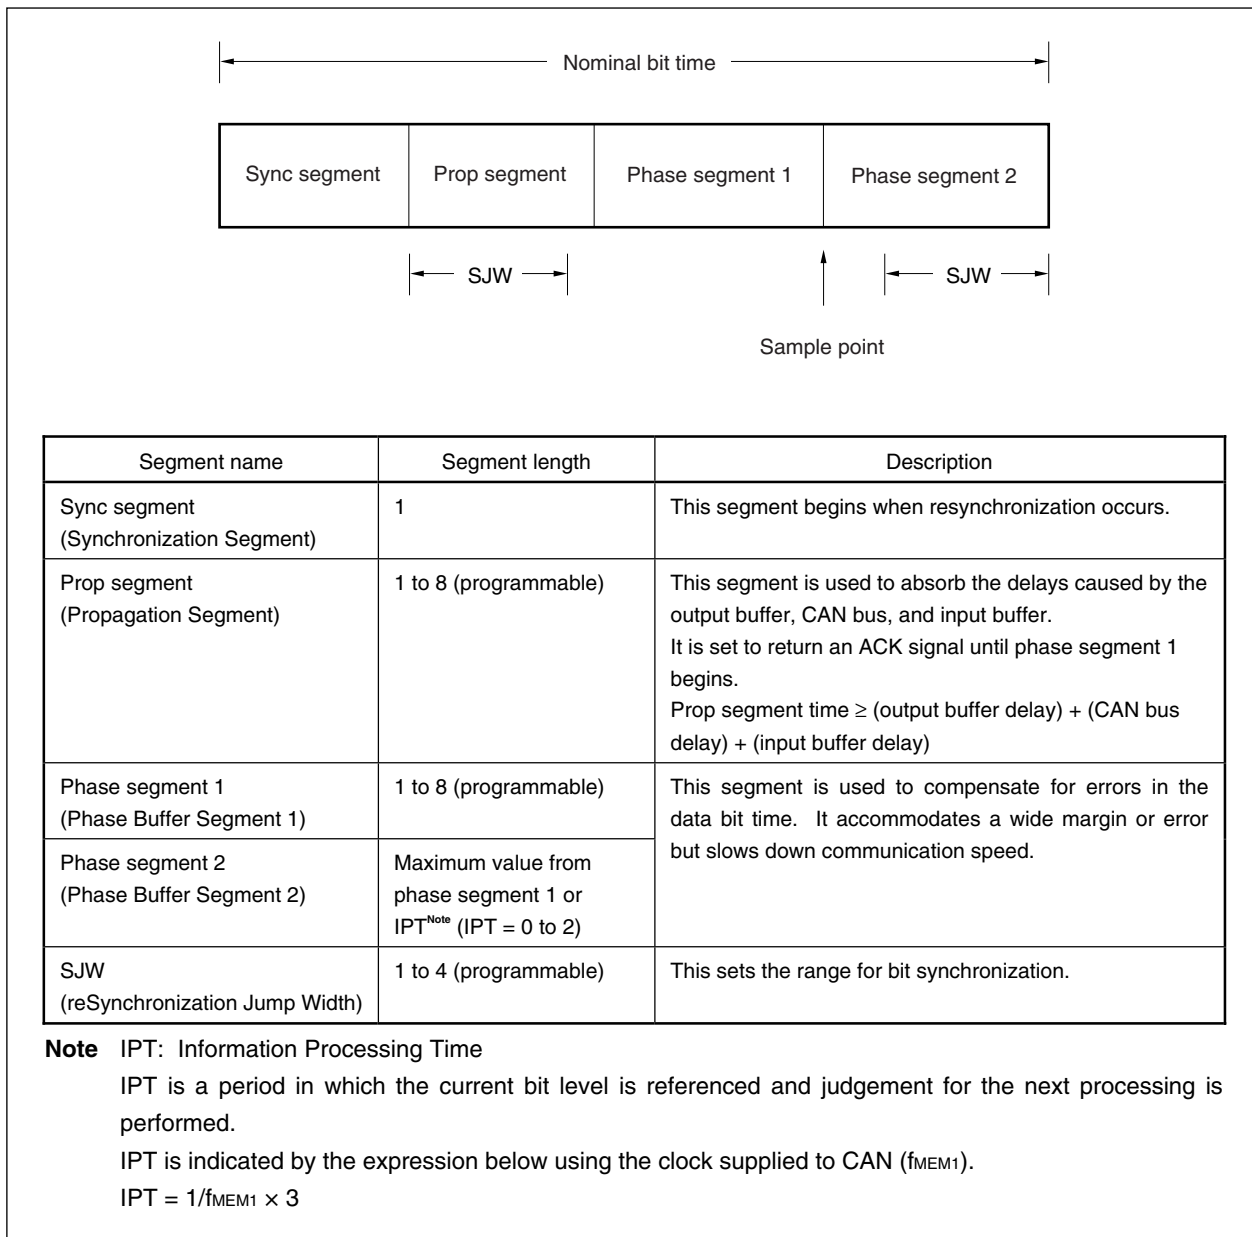 Nominal bit time
Sync segment
Prop segment
Phase segment 1
Phase segment 2
SJW
SJW
Sample point
Segment name
Segment length
Description
Sync segment
(Synchronization Segment)
1
This segment begins when resynchronization occurs.
Prop segment
(Propagation Segment)
1 to 8 (programmable)
This segment is used to absorb the delays caused by the
output buffer, CAN bus, and input buffer.
It is set to return an ACK signal until phase segment 1
begins.
Prop segment time ≥ (output buffer delay) + (CAN bus
delay) + (input buffer delay)
Phase segment 1
(Phase Buffer Segment 1)
1 to 8 (programmable)
This segment is used to compensate for errors in the
data bit time. It accommodates a wide margin or error
but slows down communication speed.
Phase segment 2
(Phase Buffer Segment 2)
Maximum value from
phase segment 1 or
IPTNote (IPT = 0 to 2)
SJW
(reSynchronization Jump Width)
1 to 4 (programmable)
This sets the range for bit synchronization.
Note IPT: Information Processing Time
IPT is a period in which the current bit level is referenced and judgement for the next processing is
performed.
IPT is indicated by the expression below using the clock supplied to CAN (fMEM1).
IPT = 1/fMEM1 × 3